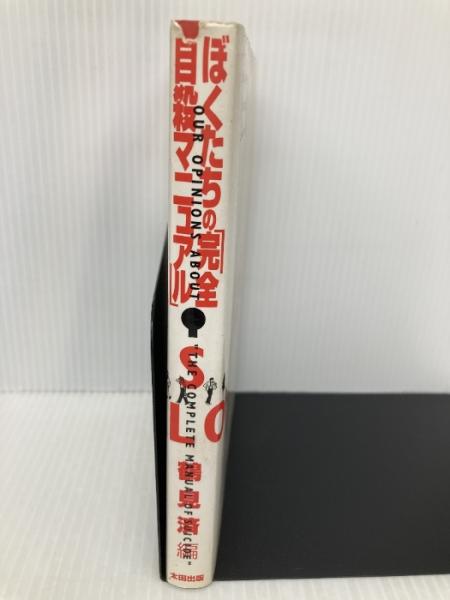 ぼくたちの「完全
自殺マニュアル」
OUR OPINIONS ABOUT
"THE COMPLETE MANUAL OF SUICIDE"
S
LO
鶴見済
編
太田出版